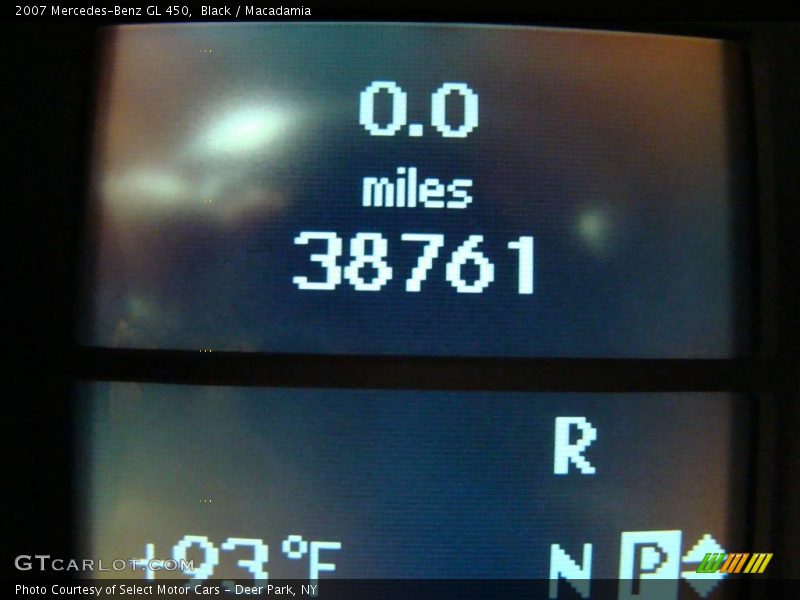 2007 Mercedes-Benz GL 450, Black / Macadamia
0.0
miles
38761
R
+93°F N P
GTCARLOT.COM
Photo Courtesy of Select Motor Cars - Deer Park, NY